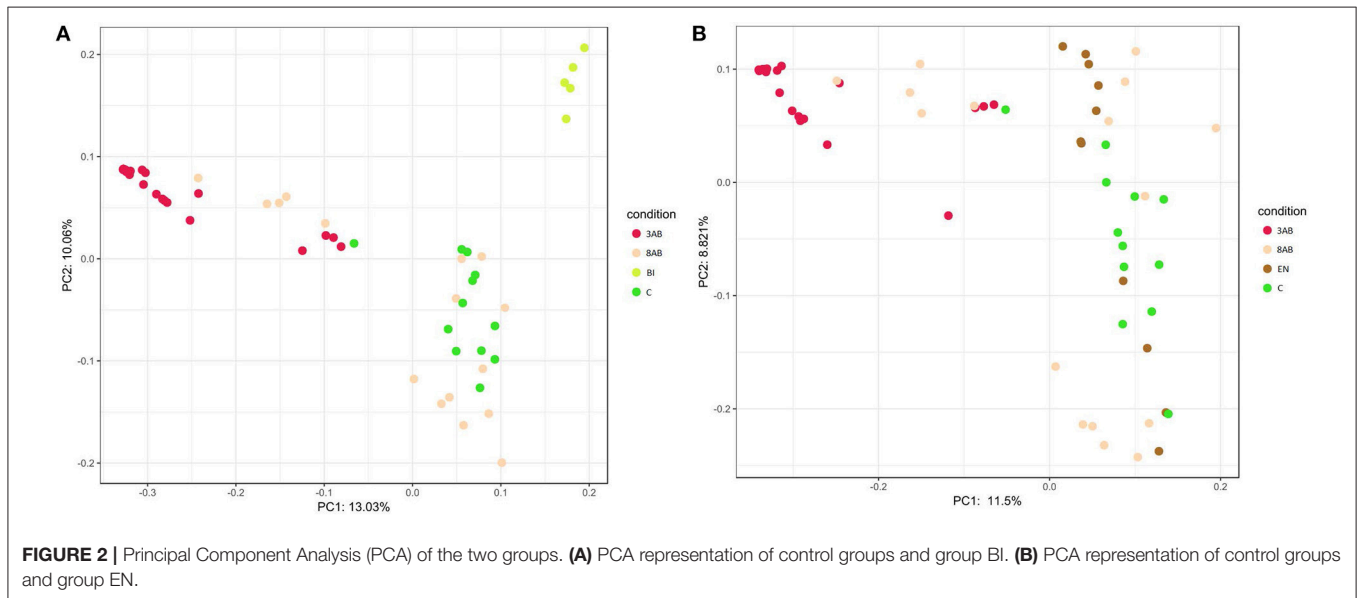 A
0.2
0.1
0.0
-0.1
-0.2
PC2: 10.06%
-0.3
-0.2
-0.1
0.0
0.1
0.2
PC1: 13.03%
condition
3AB
8AB
BI
C
B
0.1
0.0
-0.1
-0.2
PC2: 8.821%
-0.2
0.0
0.2
PC1: 11.5%
condition
3AB
8AB
EN
C
FIGURE 2 | Principal Component Analysis (PCA) of the two groups. (A) PCA representation of control groups and group BI. (B) PCA representation of control groups
and group EN.